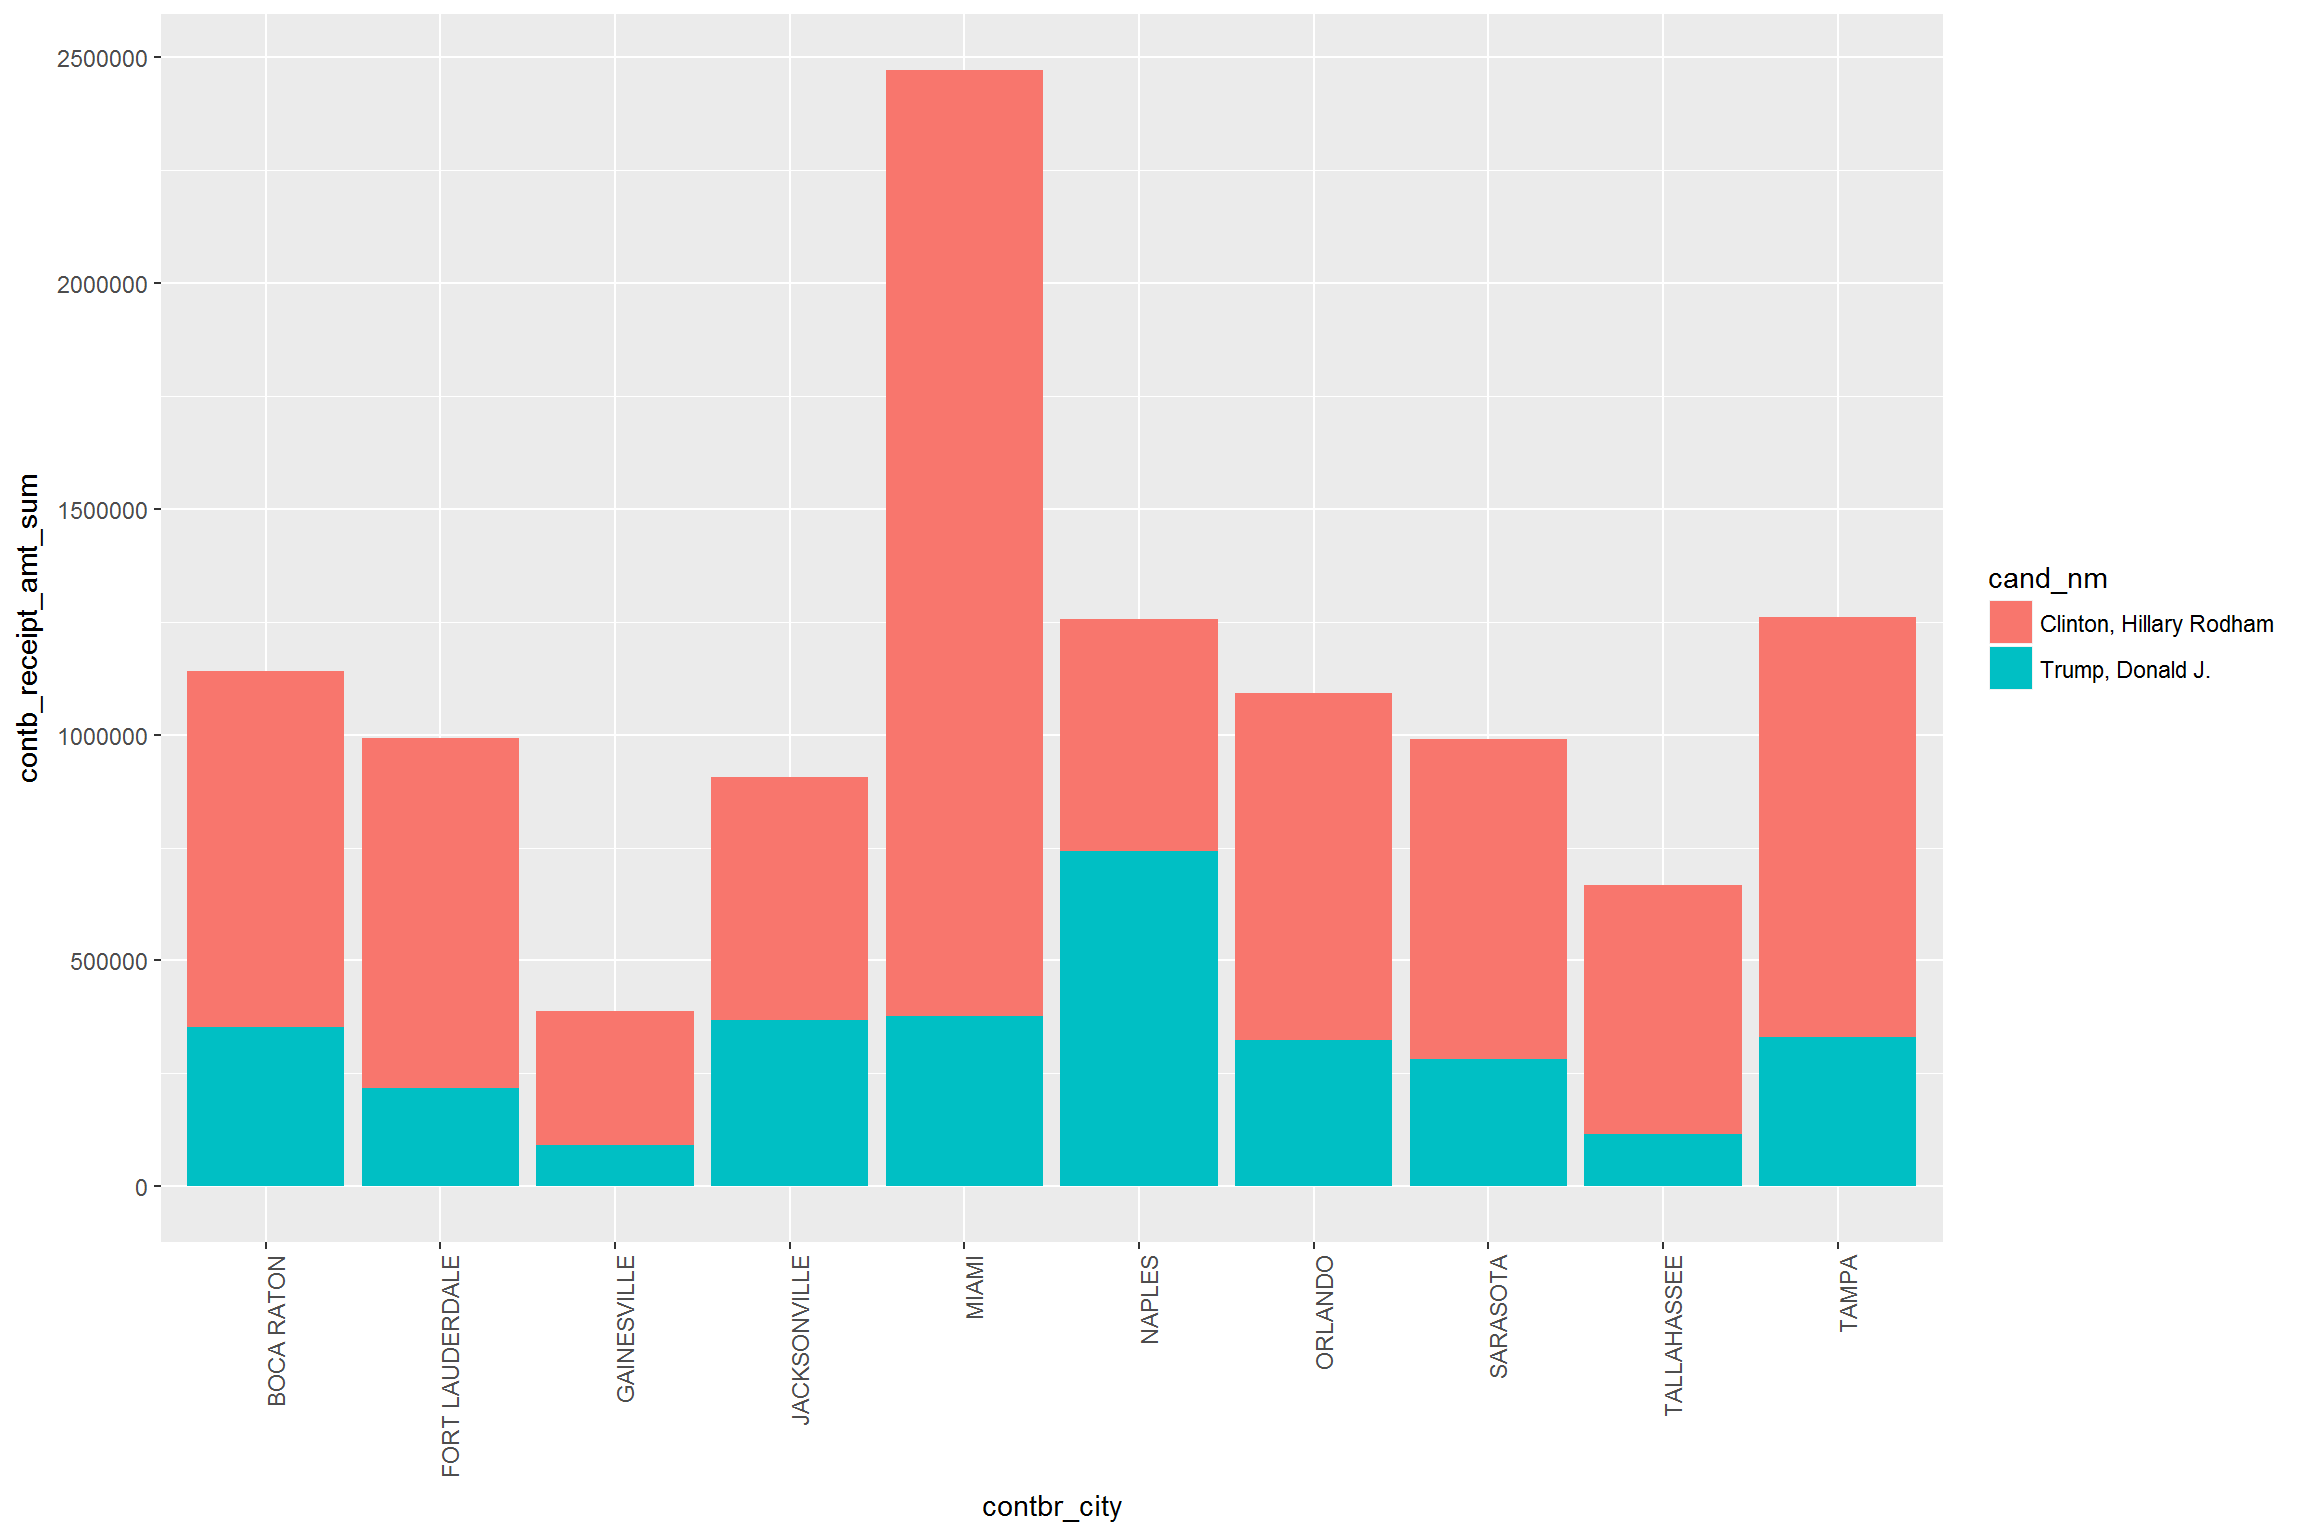 contb_receipt_amt_sum
2500000
2000000
1500000
1000000
500000
0
BOCA RATON
FORT LAUDERDALE
GAINESVILLE
JACKSONVILLE
MIAMI
NAPLES
ORLANDO
SARASOTA
TALLAHASSEE
TAMPA
contbr_city
cand_nm
Clinton, Hillary Rodham
Trump, Donald J.